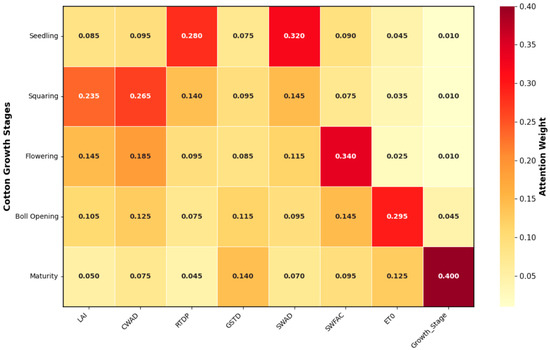 Cotton Growth Stages
Seedling 0.085 0.095 0.280 0.075 0.320 0.090 0.045 0.010
Squaring 0.235 0.265 0.140 0.095 0.145 0.075 0.035 0.010
Flowering 0.145 0.185 0.095 0.085 0.115 0.340 0.025 0.010
Boll Opening 0.105 0.125 0.075 0.115 0.095 0.145 0.295 0.045
Maturity 0.050 0.075 0.045 0.140 0.070 0.095 0.125 0.400
LAI CWAD RTDP GSTD SWAD SWFAC ET0 Growth_Stage
0.40
0.35
0.30
0.25
0.20
0.15
0.10
0.05
Attention Weight